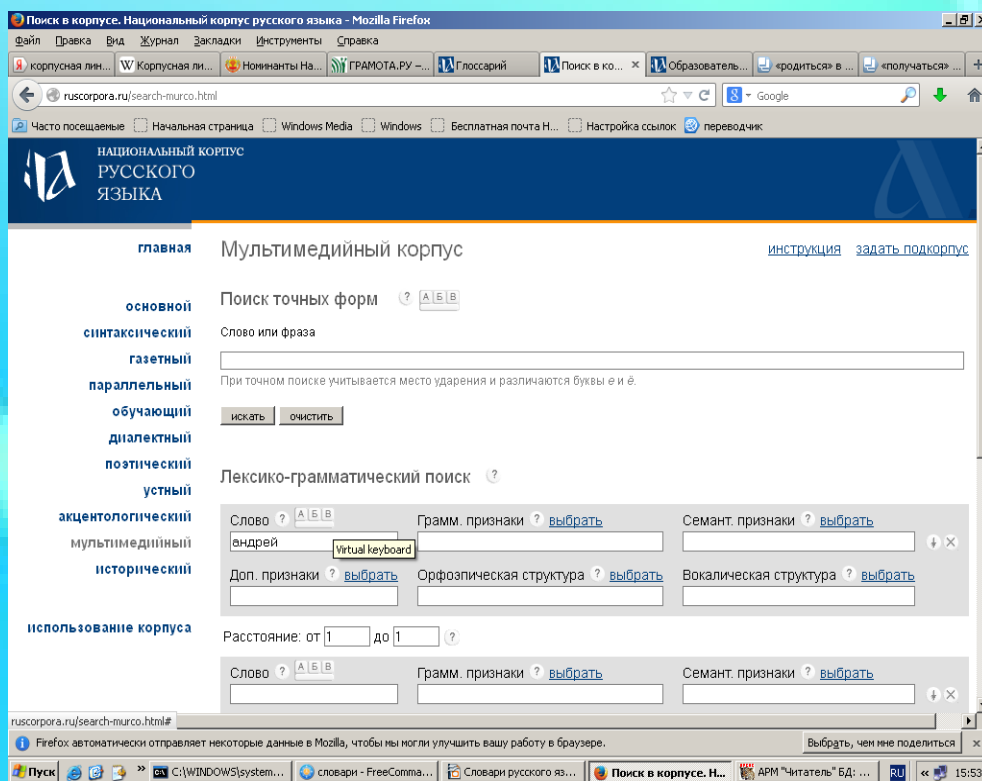 Поиск в корпусе. Национальный корпус русского языка - Mozilla Firefox
Файл Правка Вид Журнал Закладки Инструменты Справка
корпусная лин... Корпусная ли... Номинанты На... ГРАМОТА.РУ –... Глоссарий Поиск в ко... Образовател... «родиться» в ... «получаться» ...
ruscorpora.ru/search-murco.html Google
Часто посещаемые Начальная страница Windows Media Windows Бесплатная почта Н... Настройка ссылок переводчик
НАЦИОНАЛЬНЫЙ КОРПУС
РУССКОГО
ЯЗЫКА
главная Мультимедийный корпус инструкция задать подкорпус
основной Поиск точных форм ? А Б В
синтаксический Слово или фраза
газетный
параллельный При точном поиске учитывается место ударения и различаются буквы е и ё.
обучающий искать очистить
диалектный
поэтический Лексико-грамматический поиск ?
устный
акцентологический Слово ? А Б В Грамм. признаки ? выбрать Семант. признаки ? выбрать
мультимедийный андрей Virtual keyboard
исторический Доп. признаки ? выбрать Орфоэпическая структура ? выбрать Вокалическая структура ? выбрать
использование корпуса Расстояние: от 1 до 1 ?
Слово ? А Б В Грамм. признаки ? выбрать Семант. признаки ? выбрать
ruscorpora.ru/search-murco.html#
Firefox автоматически отправляет некоторые данные в Mozilla, чтобы мы могли улучшить вашу работу в браузере. Выбрать, чем мне поделиться
Пуск » C:\WINDOWS\system... словари - FreeComma... Словари русского яз... Поиск в корпусе. Н... АРМ "Читатель" БД: ... RU « 15:53